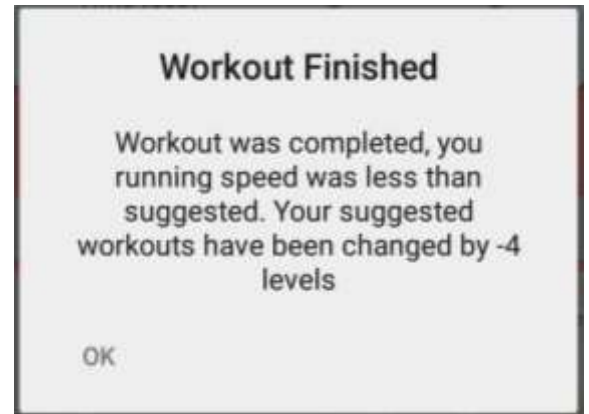 Workout Finished
Workout was completed, you
running speed was less than
suggested. Your suggested
workouts have been changed by -4
levels
OK